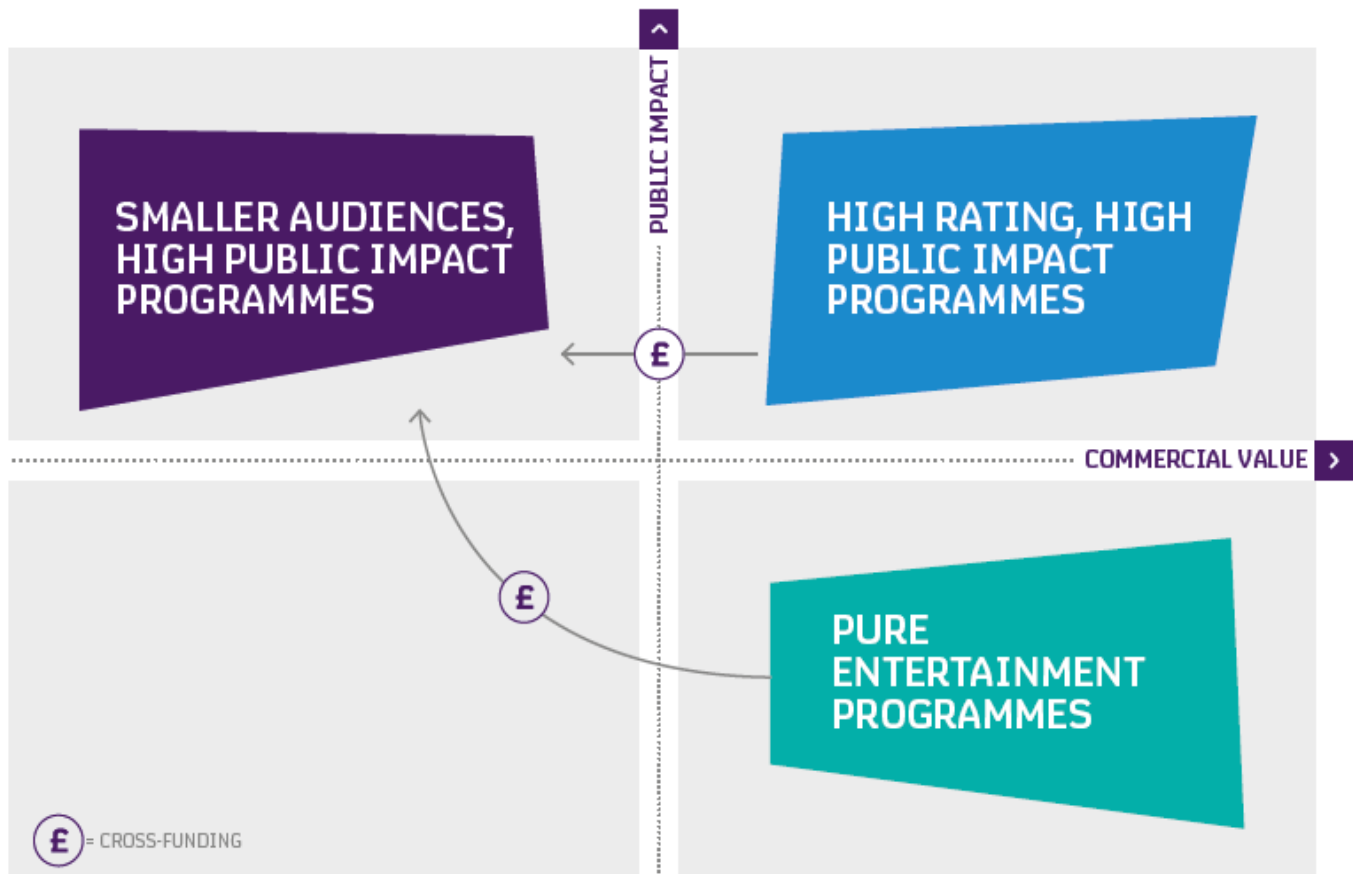 PUBLIC IMPACT
SMALLER AUDIENCES,
HIGH PUBLIC IMPACT
PROGRAMMES
HIGH RATING, HIGH
PUBLIC IMPACT
PROGRAMMES
£
COMMERCIAL VALUE
£
PURE
ENTERTAINMENT
PROGRAMMES
£ = CROSS-FUNDING